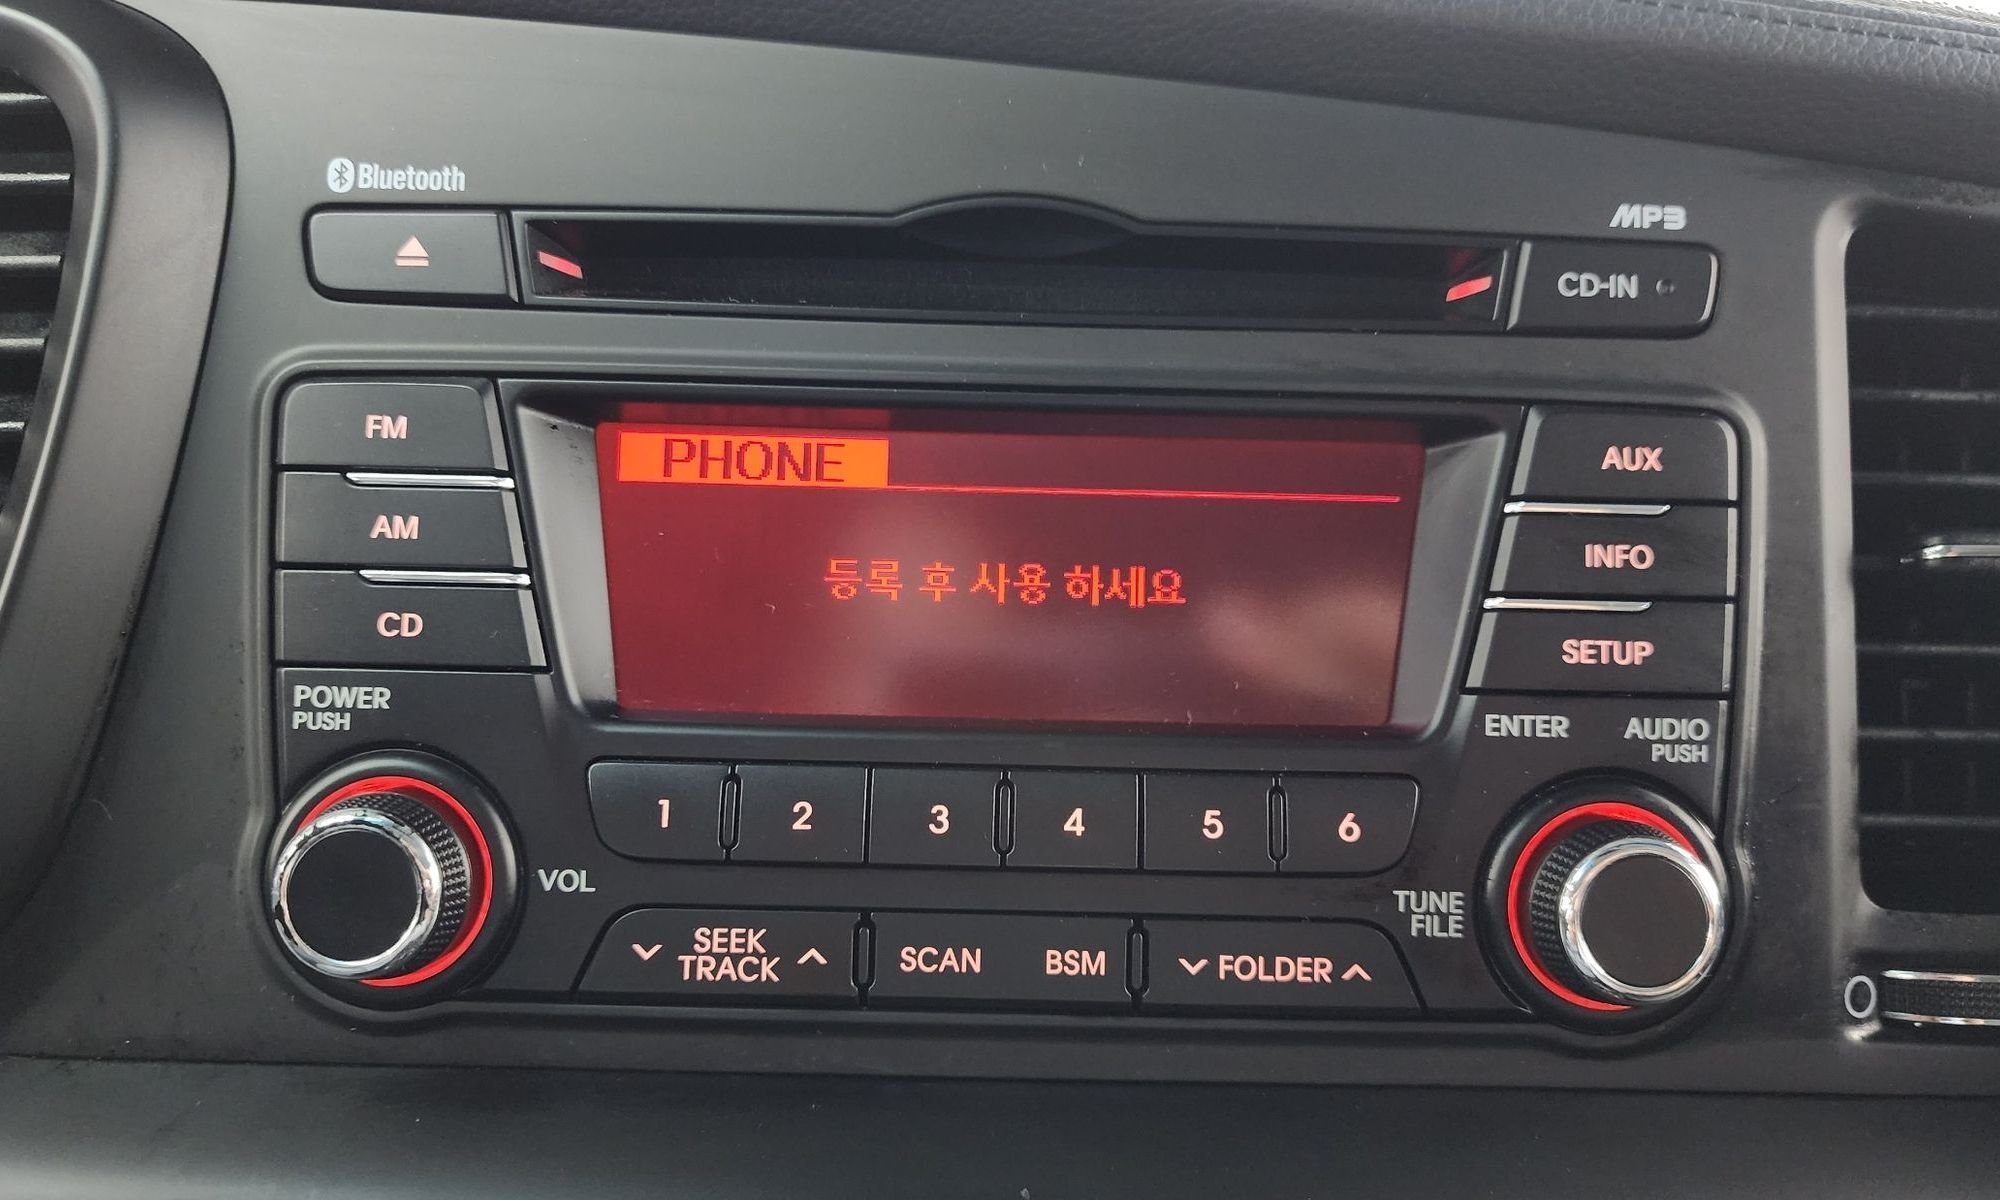 Bluetooth
MP3
CD-IN
FM
AM
CD
PHONE
등록 후 사용 하세요
AUX
INFO
SETUP
POWER
PUSH
VOL
ENTER
AUDIO
PUSH
1 2 3 4 5 6
TUNE
FILE
SEEK
TRACK
SCAN
BSM
FOLDER